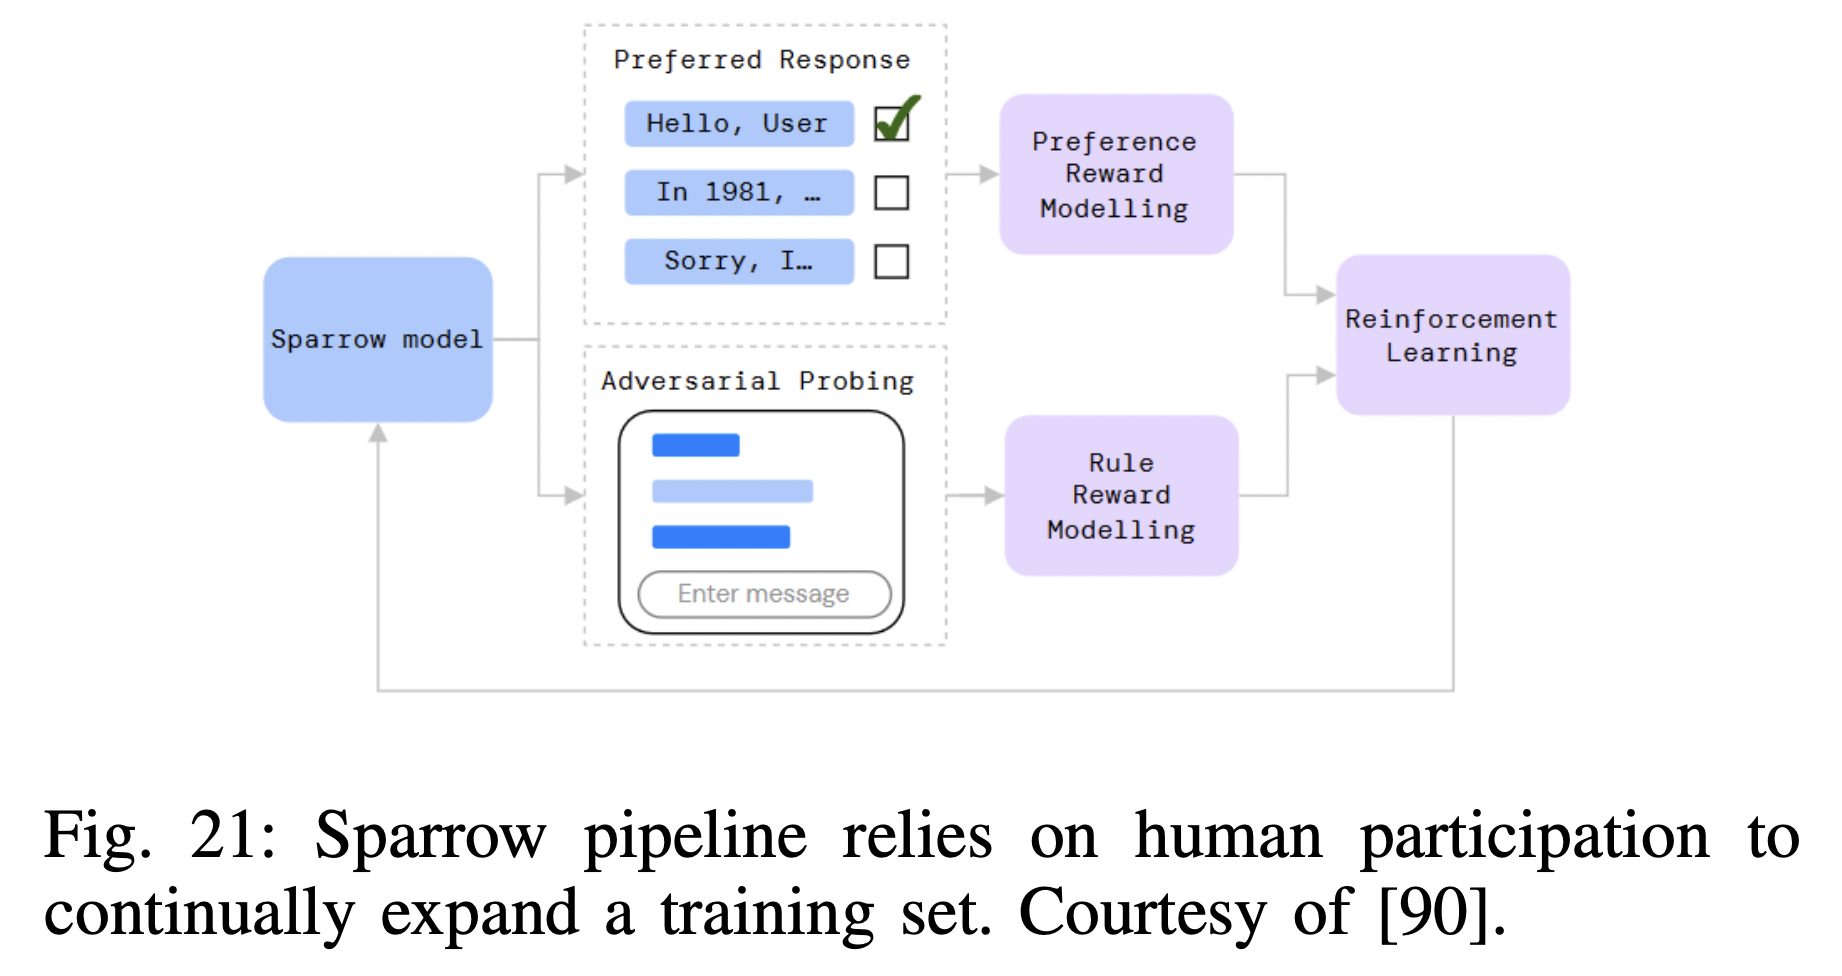 Preferred Response
Hello, User
In 1981, …
Sorry, I…
Preference
Reward
Modelling
Sparrow model
Reinforcement
Learning
Adversarial Probing
Enter message
Rule
Reward
Modelling
Fig. 21: Sparrow pipeline relies on human participation to
continually expand a training set. Courtesy of [90].